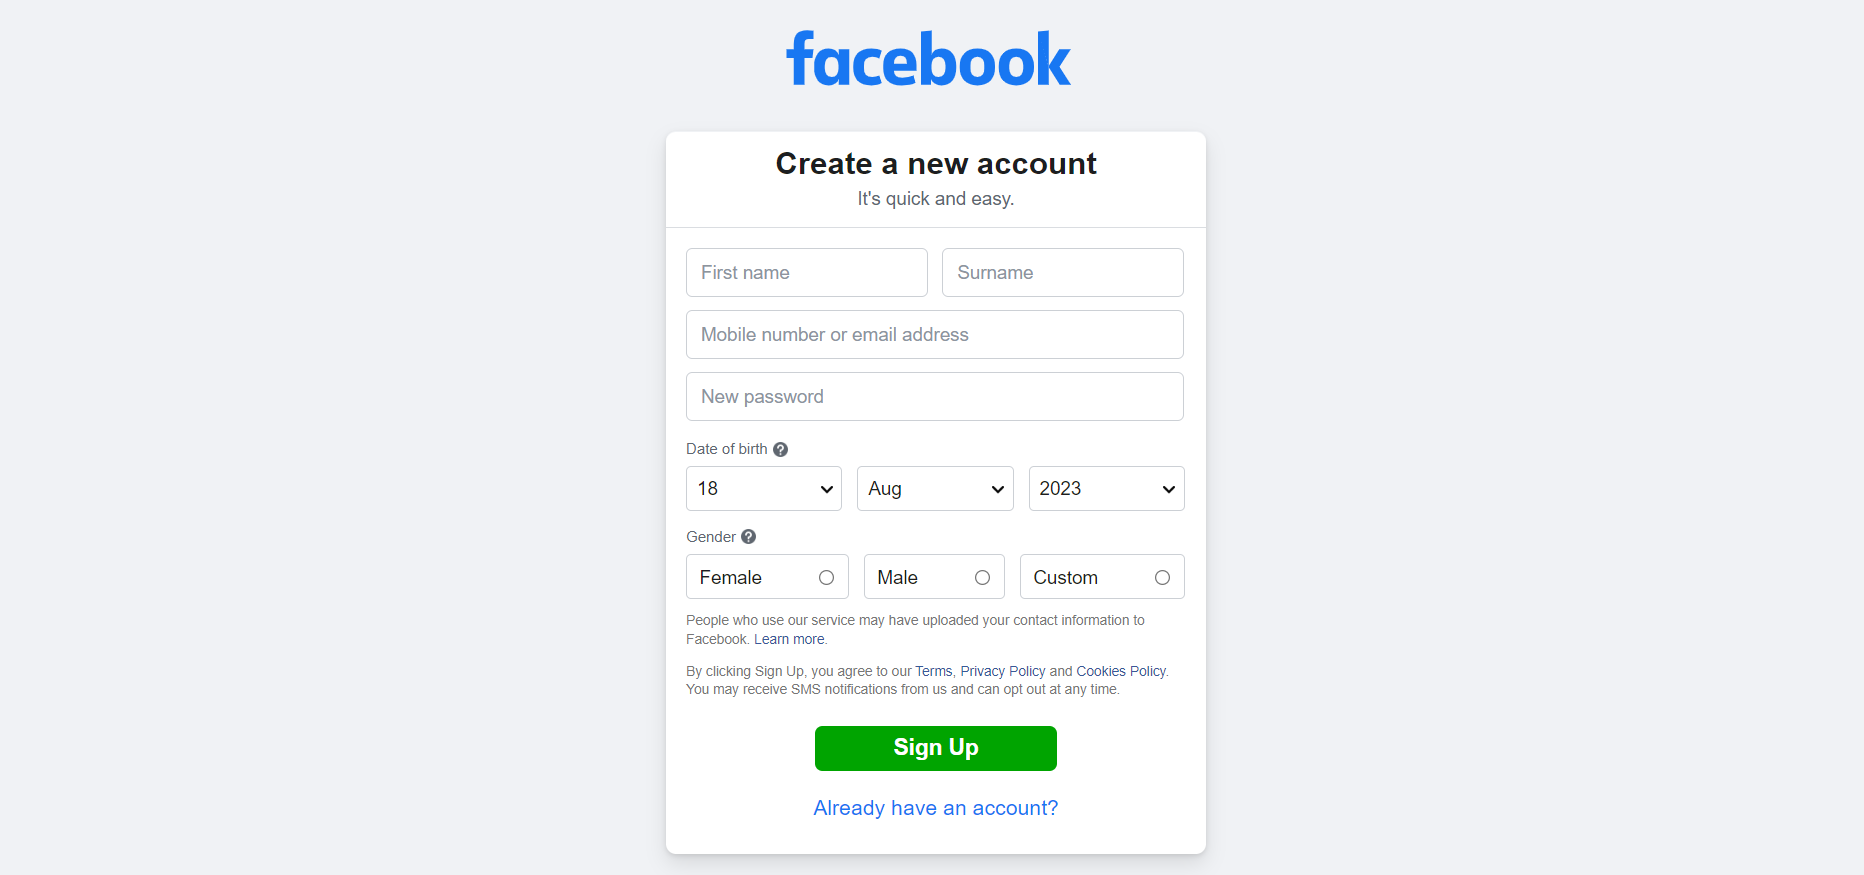 facebook
Create a new account
It's quick and easy.
First name Surname
Mobile number or email address
New password
Date of birth ?
18 Aug 2023
Gender ?
Female Male Custom
People who use our service may have uploaded your contact information to
Facebook. Learn more.
By clicking Sign Up, you agree to our Terms, Privacy Policy and Cookies Policy.
You may receive SMS notifications from us and can opt out at any time.
Sign Up
Already have an account?